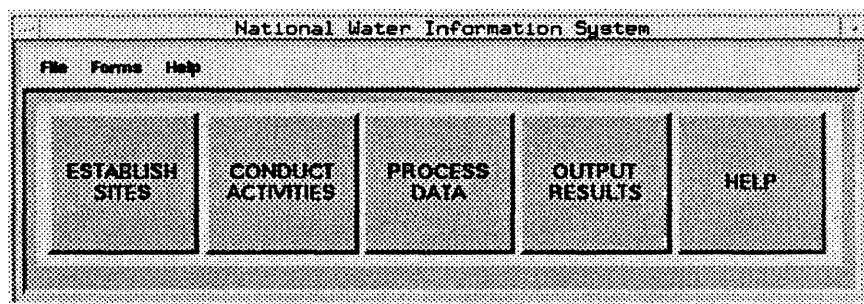 National Water Information System
File Forms Help
ESTABLISH
SITES
CONDUCT
ACTIVITIES
PROCESS
DATA
OUTPUT
RESULTS
HELP